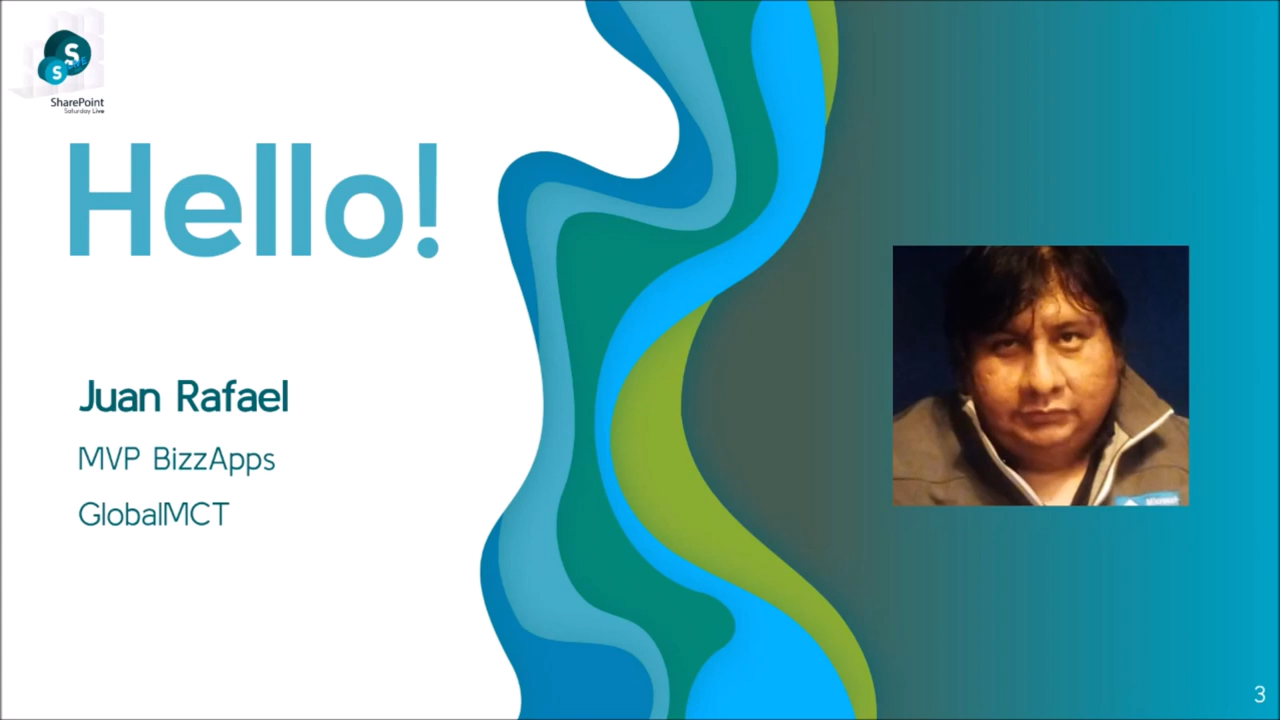 SharePoint
Saturday Live
Hello!
Juan Rafael
MVP BizzApps
GlobalMCT
3